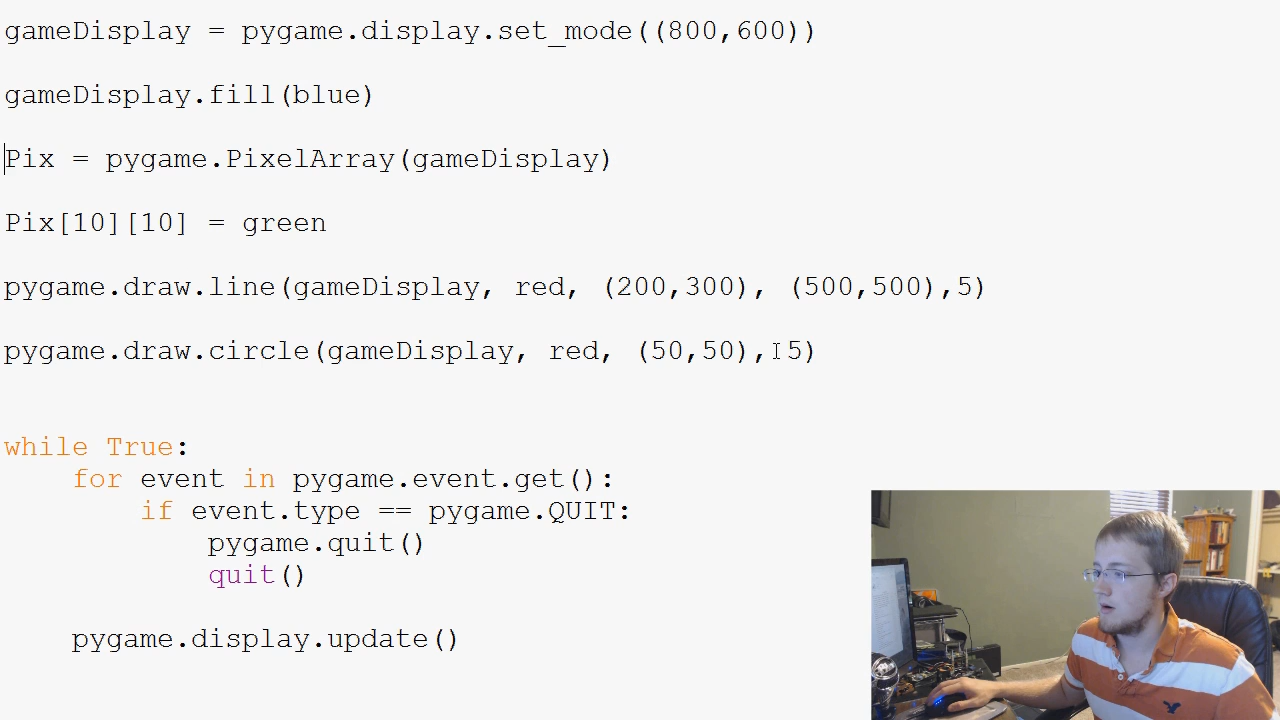 gameDisplay = pygame.display.set_mode((800,600))
gameDisplay.fill(blue)
Pix = pygame.PixelArray(gameDisplay)
Pix[10][10] = green
pygame.draw.line(gameDisplay, red, (200,300), (500,500),5)
pygame.draw.circle(gameDisplay, red, (50,50), 5)
while True:
    for event in pygame.event.get():
        if event.type == pygame.QUIT:
            pygame.quit()
            quit()
    pygame.display.update()